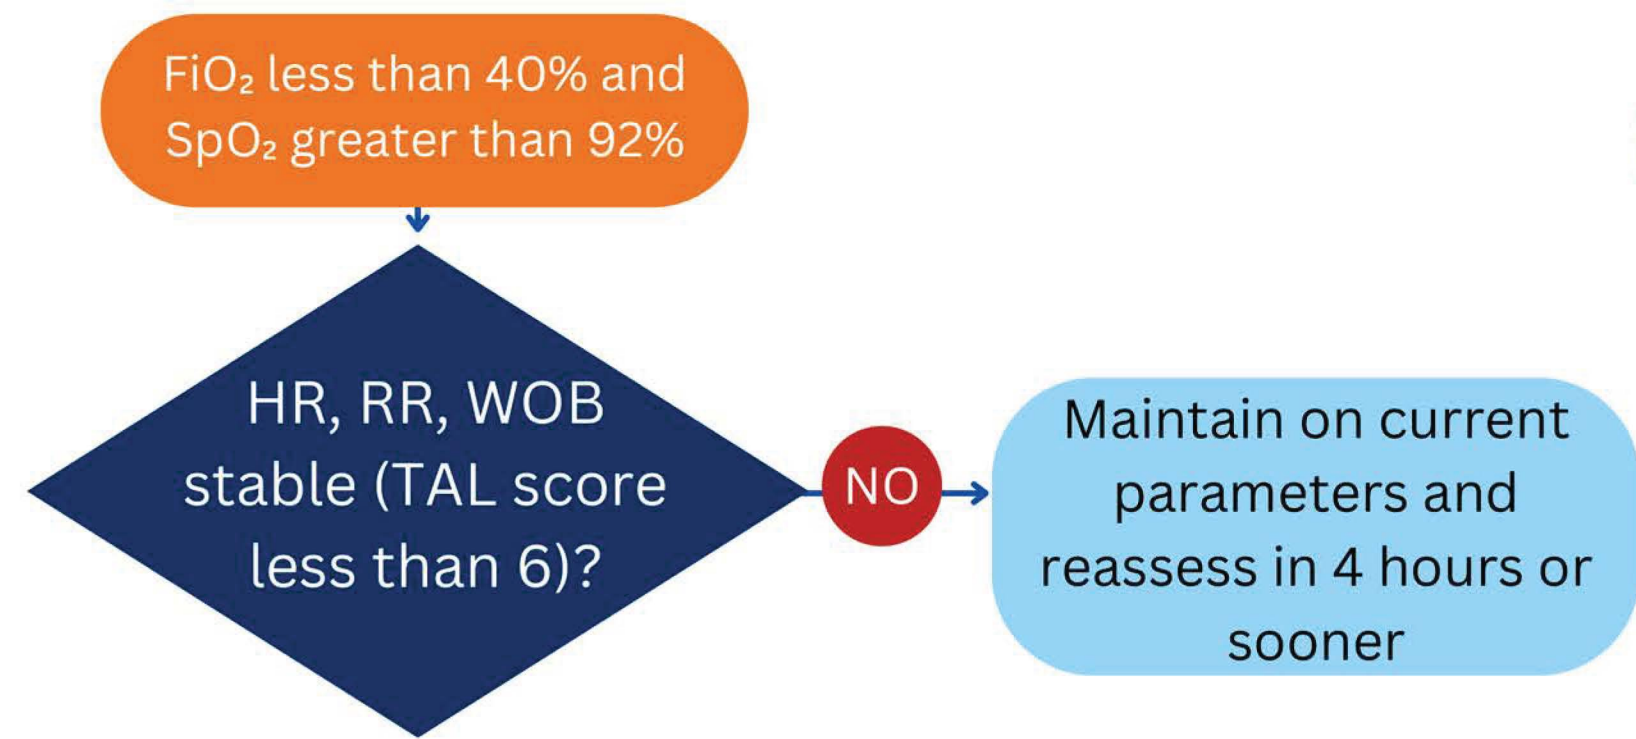 FiO₂ less than 40% and
SpO₂ greater than 92%
HR, RR, WOB
stable (TAL score
less than 6)?
NO
Maintain on current
parameters and
reassess in 4 hours or
sooner